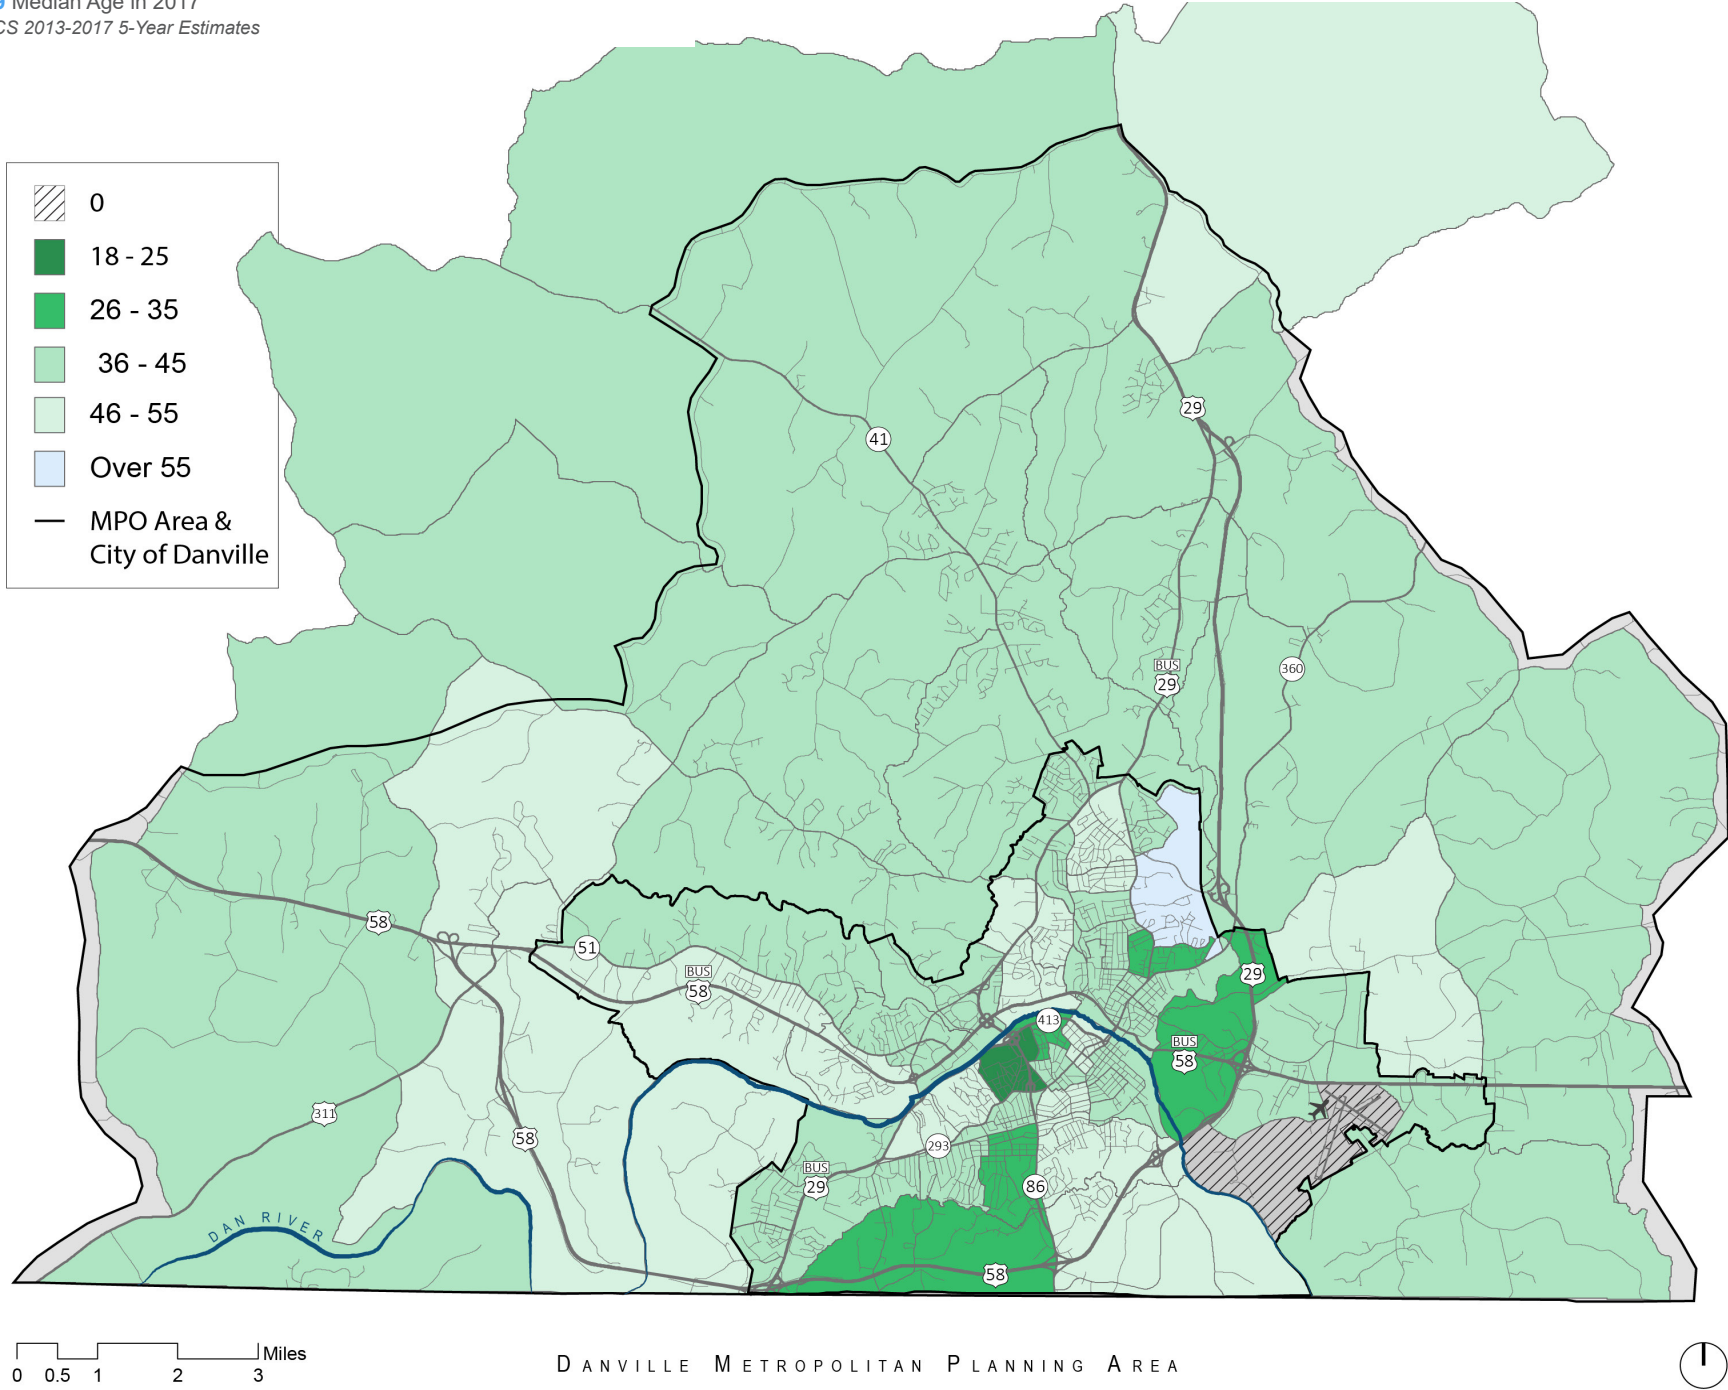 Median Age in 2017
CS 2013-2017 5-Year Estimates
0
18 - 25
26 - 35
36 - 45
46 - 55
Over 55
MPO Area &
City of Danville
29
41
BUS
29
360
58
51
BUS
58
29
413
BUS
58
311
58
293
BUS
29
86
DAN RIVER
58
0 0.5 1 2 3 Miles
DANVILLE METROPOLITAN PLANNING AREA